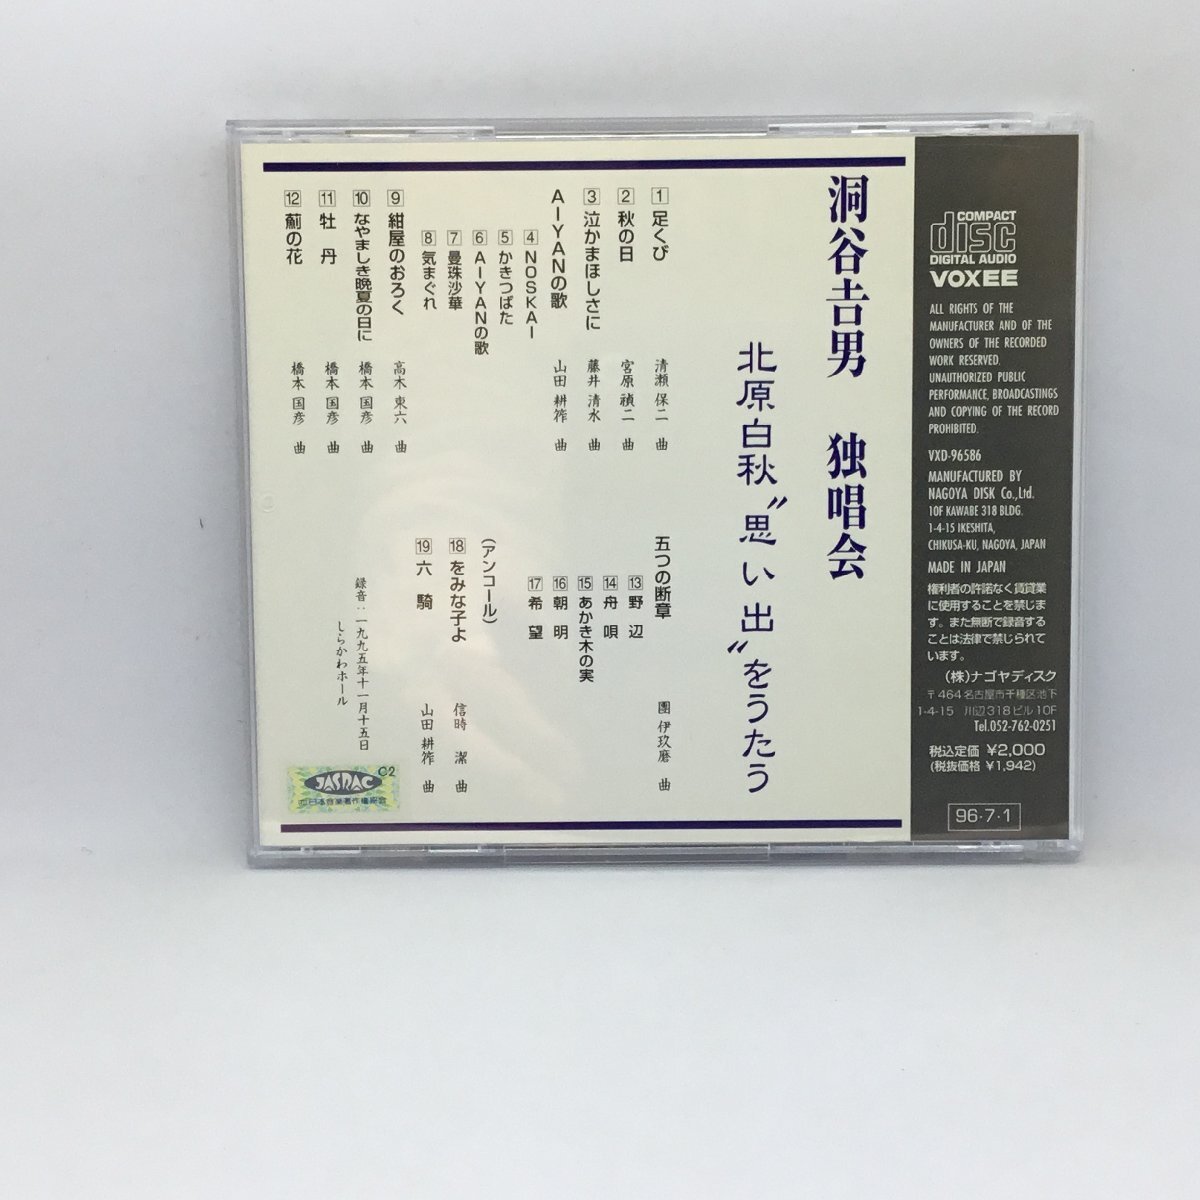 洞谷吉男 独唱会
北原白秋〝思い出〟をうたう
1 足くび 清瀬 保二 曲
2 秋の日 宮原 禎二 曲
3 泣かまほしさに 藤井 清水 曲
AIYANの歌 山田 耕筰 曲
4 NOSKAI
5 かきつばた
6 AIYANの歌
7 曼珠沙華
8 気まぐれ
9 紺屋のおろく 高木 東六 曲
10 なやましき晩夏の日に 橋本 国彦 曲
11 牡丹 橋本 国彦 曲
12 薊の花 橋本 国彦 曲
五つの断章 團 伊玖磨 曲
13 野辺
14 舟唄
15 あかき木の実
16 朝明
17 希望
(アンコール)
18 をみな子よ 信時 潔 曲
19 六騎 山田 耕筰 曲
録音:一九九五年十一月十五日
しらかわホール
JASRAC C2
COMPACT
disc
DIGITAL AUDIO
VOXEE
ALL RIGHTS OF THE
MANUFACTURER AND OF THE
OWNERS OF THE RECORDED
WORK RESERVED.
UNAUTHORIZED PUBLIC
PERFORMANCE, BROADCASTINGS
AND COPYING OF THE RECORD
PROHIBITED.
VXD-96586
MANUFACTURED BY
NAGOYA DISK Co.,Ltd.
10F KAWABE 318 BLDG.
1-4-15 IKESHITA,
CHIKUSA-KU, NAGOYA, JAPAN
MADE IN JAPAN
権利者の許諾なく賃貸業
に使用することを禁じま
す。また無断で録音する
ことは法律で禁じられて
います。
(株)ナゴヤディスク
〒464 名古屋市千種区池下
1-4-15 川辺318ビル10F
Tel.052-762-0251
税込定価 ¥2,000
(税抜価格 ¥1,942)
96・7・1